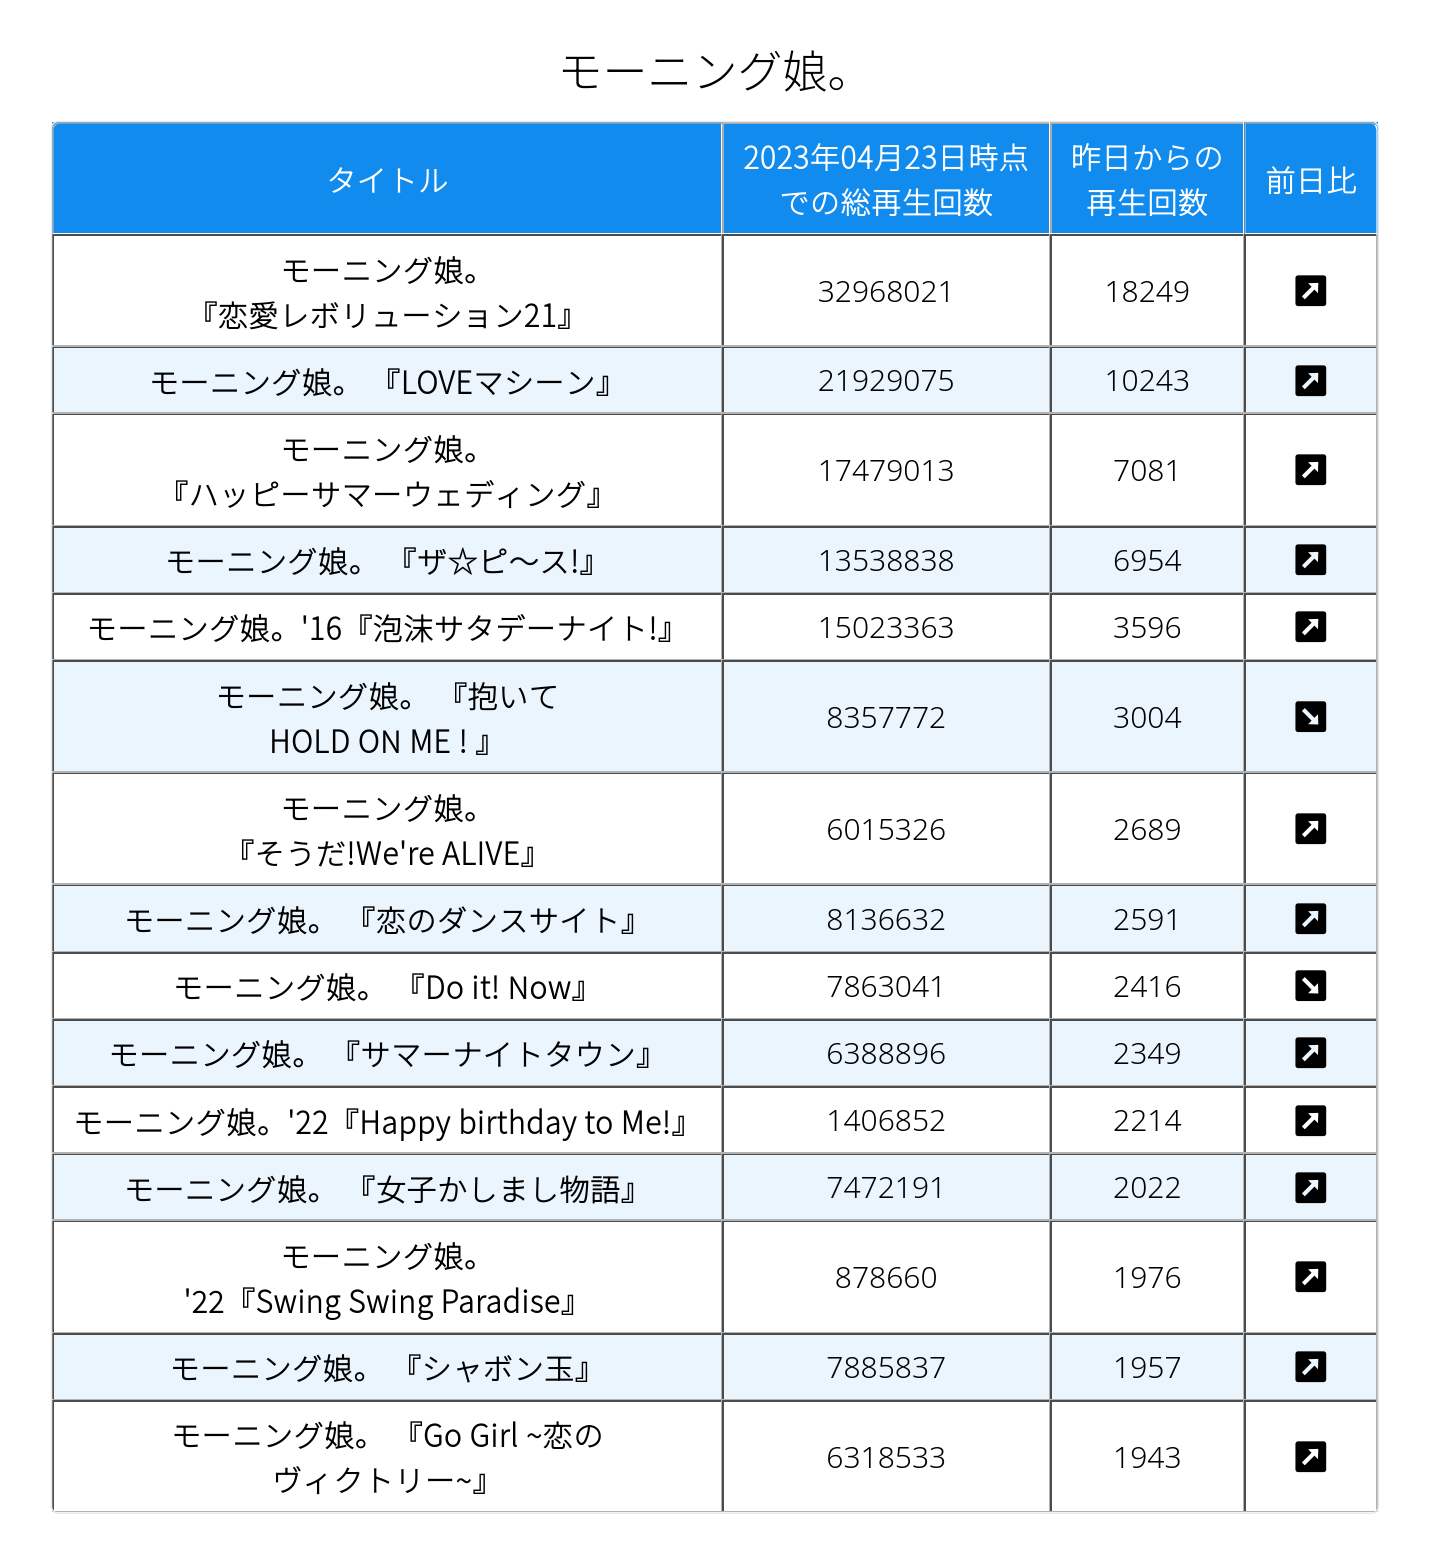 モーニング娘。
タイトル
2023年04月23日時点
での総再生回数
昨日からの
再生回数
前日比
モーニング娘。
『恋愛レボリューション21』
32968021
18249
モーニング娘。 『LOVEマシーン』
21929075
10243
モーニング娘。
『ハッピーサマーウェディング』
17479013
7081
モーニング娘。 『ザ☆ピ〜ス!』
13538838
6954
モーニング娘。'16『泡沫サタデーナイト!』
15023363
3596
モーニング娘。 『抱いて
HOLD ON ME ! 』
8357772
3004
モーニング娘。
『そうだ!We're ALIVE』
6015326
2689
モーニング娘。 『恋のダンスサイト』
8136632
2591
モーニング娘。 『Do it! Now』
7863041
2416
モーニング娘。 『サマーナイトタウン』
6388896
2349
モーニング娘。'22『Happy birthday to Me!』
1406852
2214
モーニング娘。 『女子かしまし物語』
7472191
2022
モーニング娘。
'22『Swing Swing Paradise』
878660
1976
モーニング娘。 『シャボン玉』
7885837
1957
モーニング娘。 『Go Girl ~恋の
ヴィクトリー~』
6318533
1943